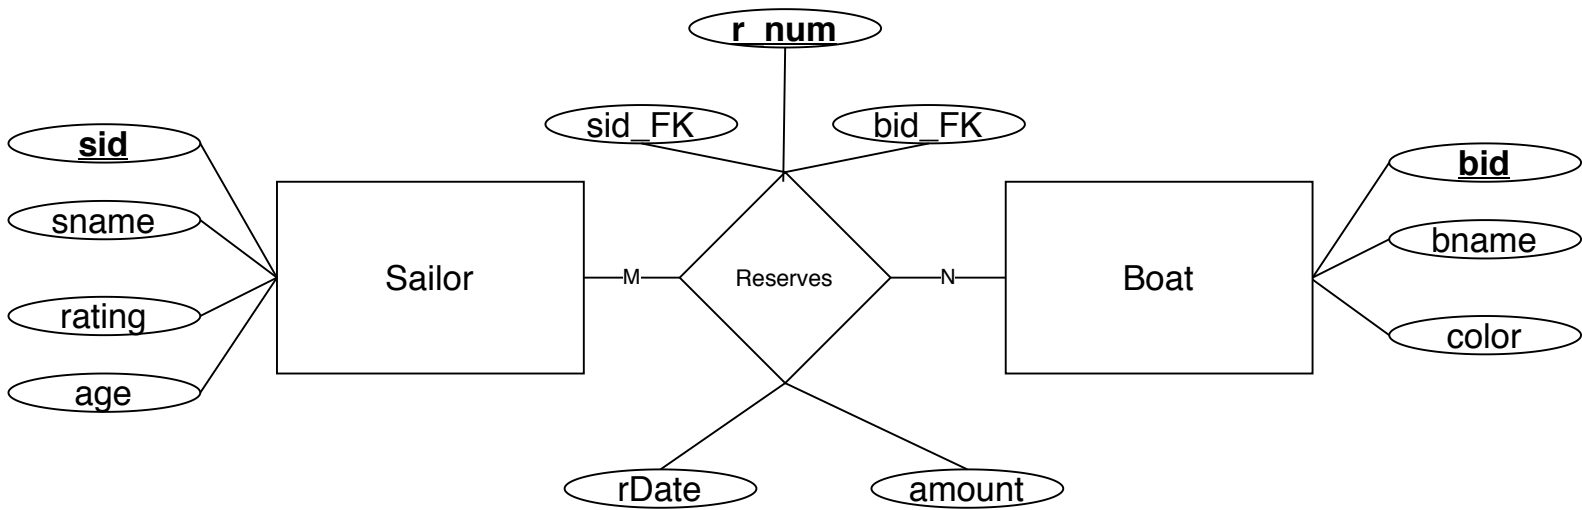 r_num
sid_FK
bid_FK
sid
bid
sname
bname
Sailor
M
Reserves
N
Boat
rating
color
age
rDate
amount